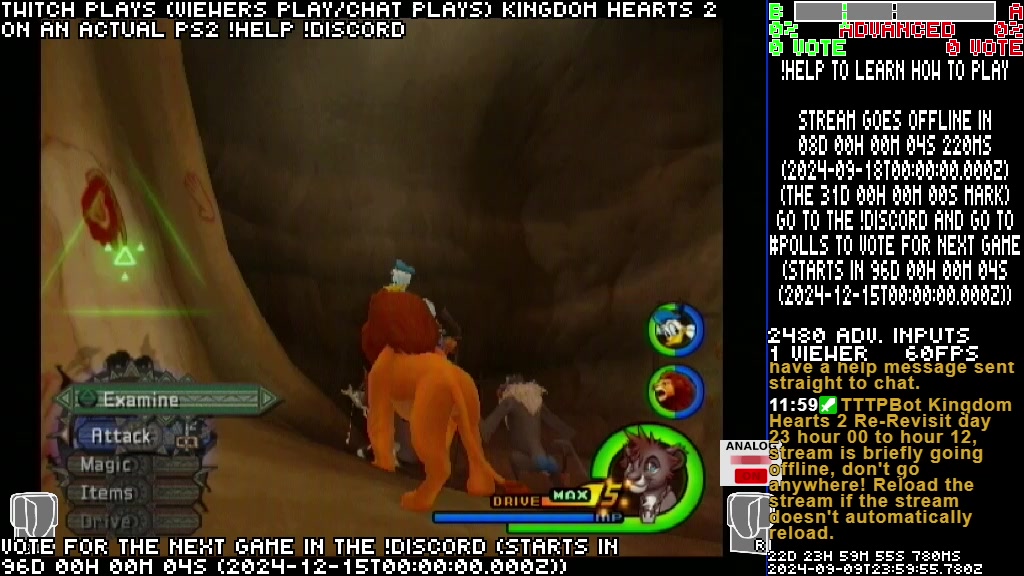 TWITCH PLAYS (VIEWERS PLAY/CHAT PLAYS) KINGDOM HEARTS 2
ON AN ACTUAL PS2 !HELP !DISCORD
B
A
0%
ADVANCED
0%
0 VOTE
0 VOTE
!HELP TO LEARN HOW TO PLAY
STREAM GOES OFFLINE IN
08D 00H 00M 04S 220MS
(2024-09-18T00:00:00.000Z)
(THE 31D 00H 00M 00S MARK)
GO TO THE !DISCORD AND GO TO
#POLLS TO VOTE FOR NEXT GAME
(STARTS IN 96D 00H 00M 04S
(2024-12-15T00:00:00.000Z))
2480 ADV. INPUTS
1 VIEWER 60FPS
have a help message sent
straight to chat.
11:59 TTTPBot Kingdom
Hearts 2 Re-Revisit day
23 hour 00 to hour 12,
stream is briefly going
offline, don't go
anywhere! Reload the
stream if the stream
doesn't automatically
reload.
22D 23H 59M 55S 780MS
2024-09-09T23:59:55.780Z
Examine
Attack
Magic
Items
Drive
DRIVE MAX 5
MP
ANALOG
R
VOTE FOR THE NEXT GAME IN THE !DISCORD (STARTS IN
96D 00H 00M 04S (2024-12-15T00:00:00.000Z))